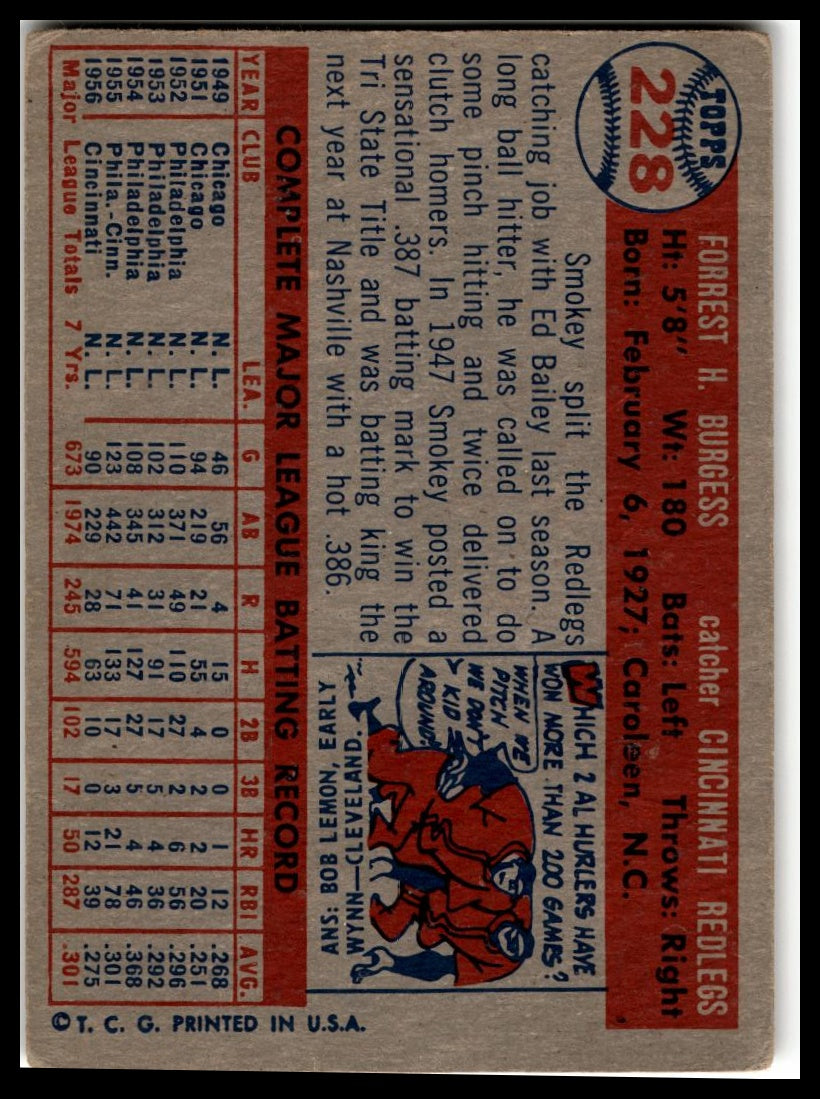 TOPPS
228
FORREST H. BURGESS catcher CINCINNATI REDLEGS
Ht: 5'8" Wt: 180 Bats: Left Throws: Right
Born: February 6, 1927; Caroleen, N.C.
Smokey split the Redlegs
catching job with Ed Bailey last season. A
long ball hitter, he was called on to do
some pinch hitting and twice delivered
clutch homers. In 1947 Smokey posted a
sensational .387 batting mark to win the
Tri State Title and was batting king the
next year at Nashville with a hot .386.
WHICH 2 AL HURLERS HAVE
WON MORE THAN 200 GAMES?
WHEN WE
PITCH
WE DON'T
KID
AROUND!
ANS: BOB LEMON, EARLY
WYNN—CLEVELAND.
COMPLETE MAJOR LEAGUE BATTING RECORD
YEAR CLUB LEA. G AB R H 2B 3B HR RBI AVG.
1949 Chicago N. L. 46 56 4 15 0 0 1 12 .268
1951 Chicago N. L. 94 219 21 55 4 2 2 20 .251
1952 Philadelphia N. L. 110 371 49 110 27 2 6 56 .296
1953 Philadelphia N. L. 102 312 31 91 17 5 4 36 .292
1954 Philadelphia N. L. 108 345 41 127 27 5 4 46 .368
1955 Phila.-Cinn. N. L. 123 442 71 133 17 3 21 78 .301
1956 Cincinnati N. L. 90 229 28 63 10 0 12 39 .275
Major League Totals 7 Yrs. 673 1974 245 594 102 17 50 287 .301
© T. C. G. PRINTED IN U.S.A.